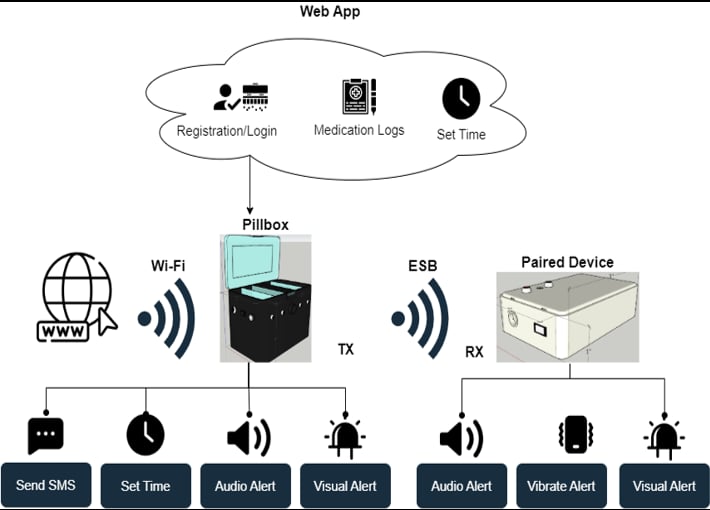 Web App
Registration/Login
Medication Logs
Set Time
Pillbox
Wi-Fi
ESB
Paired Device
WWW
TX
RX
Send SMS
Set Time
Audio Alert
Visual Alert
Audio Alert
Vibrate Alert
Visual Alert